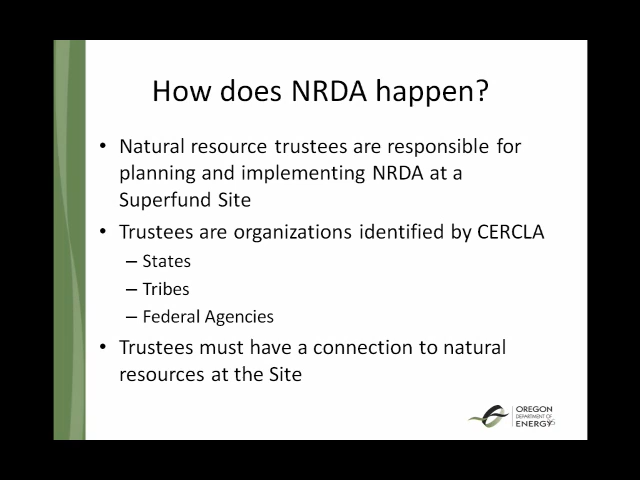 How does NRDA happen?
• Natural resource trustees are responsible for
planning and implementing NRDA at a
Superfund Site
• Trustees are organizations identified by CERCLA
– States
– Tribes
– Federal Agencies
• Trustees must have a connection to natural
resources at the Site
OREGON
DEPARTMENT OF
ENERGY